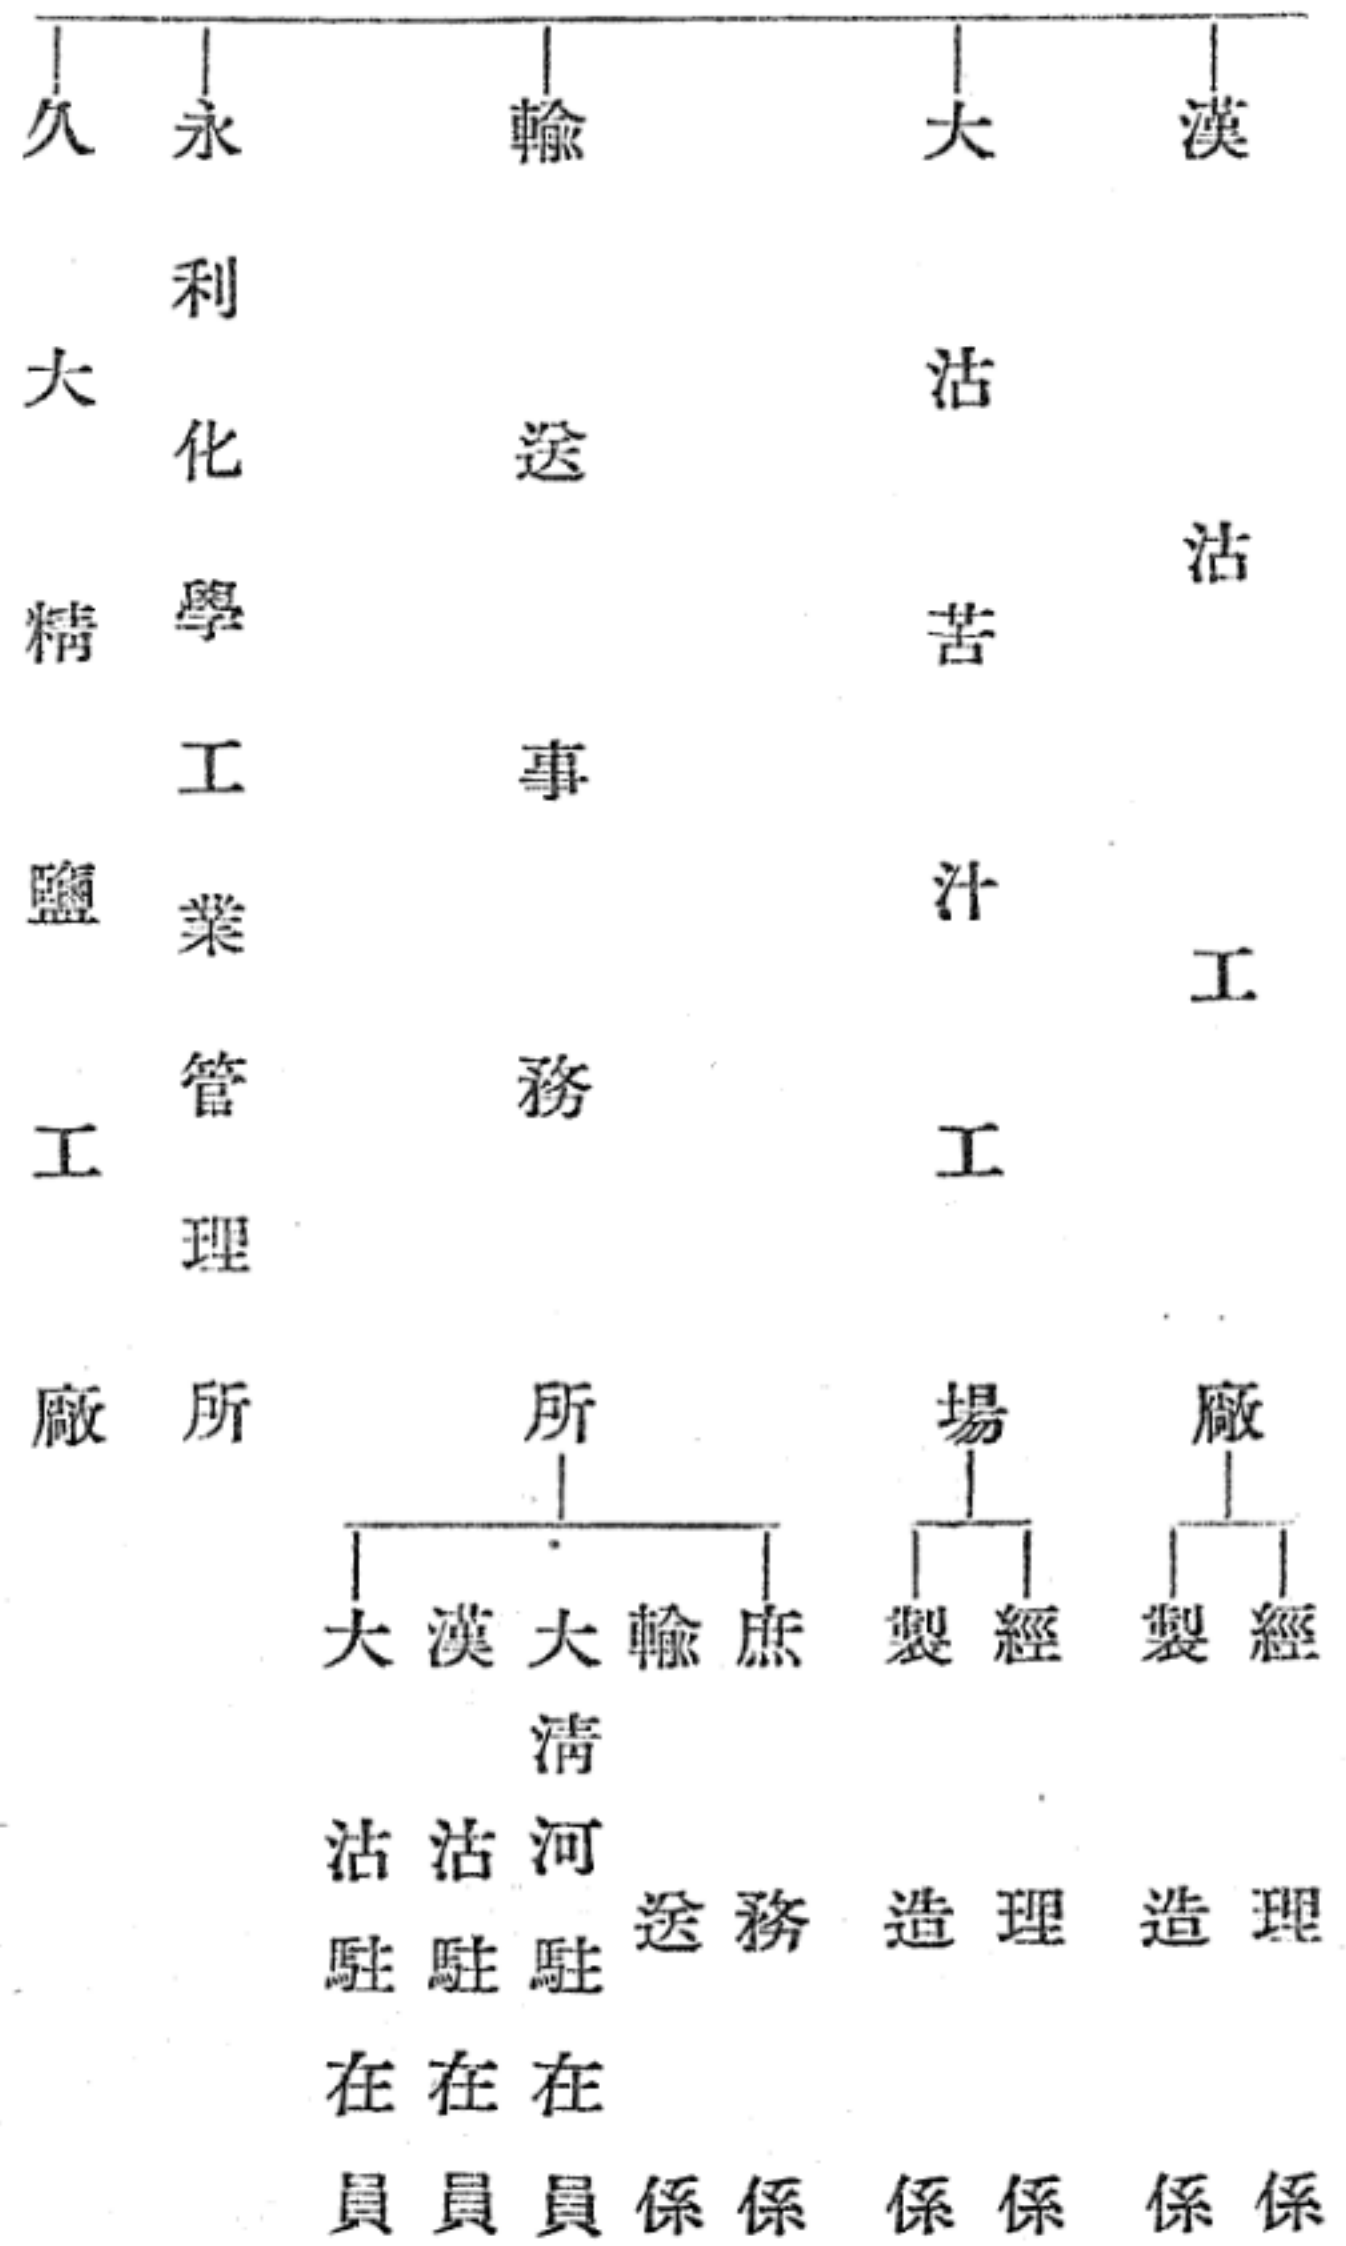 漢沽工廠
經理係
製造係
大沽苦汁工場
經理係
製造係
輸送事務所
庶務係
輸送係
大淸河駐在員
漢沽駐在員
大沽駐在員
永利化學工業管理所
久大精鹽工廠